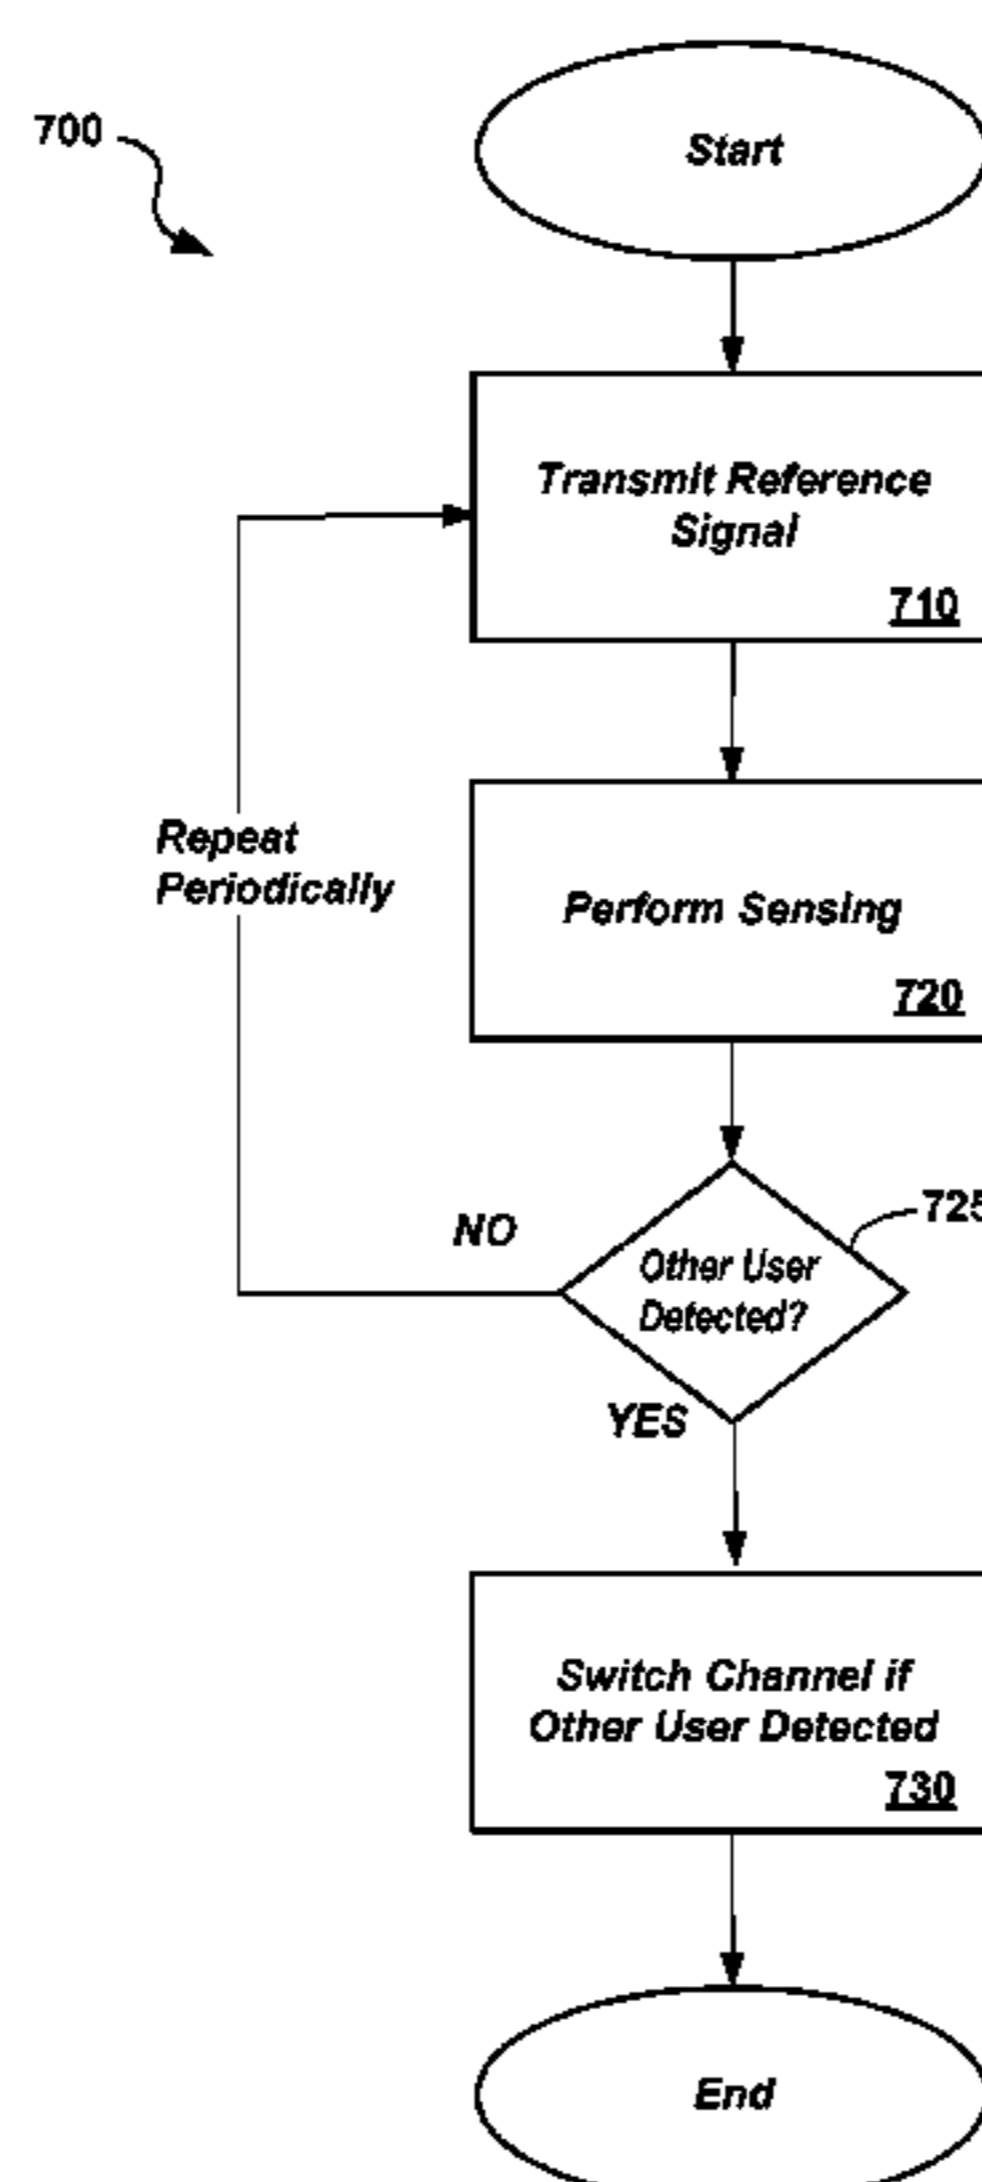 700
Start
Transmit Reference
Signal
710
Repeat
Periodically
Perform Sensing
720
NO
725
Other User
Detected?
YES
Switch Channel if
Other User Detected
730
End